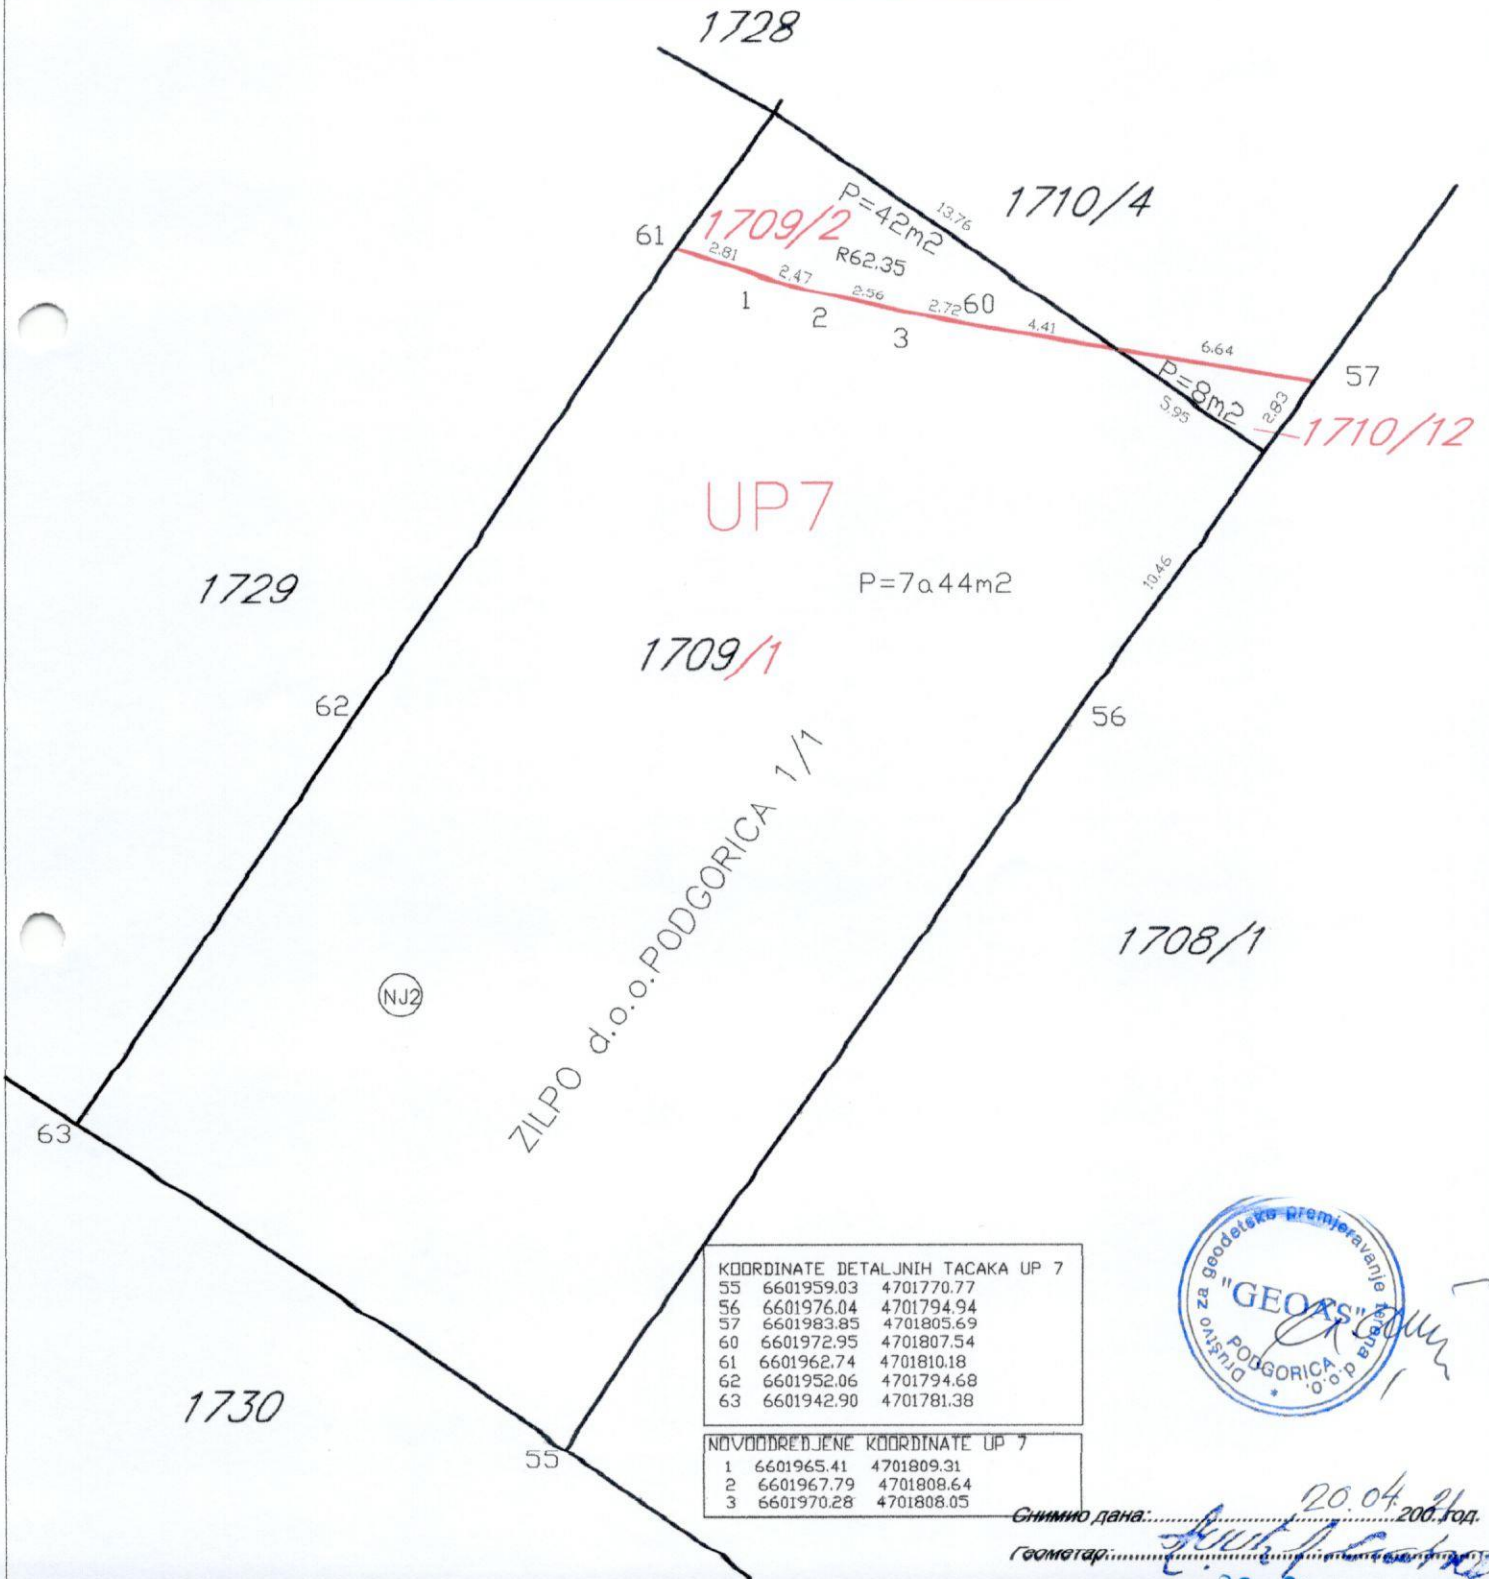 1728
1710/4
P=42m2
13.76
61
1709/2
2.81
R62.35
2.47
2.56
2.72
60
4.41
6.64
1
2
3
57
P=8m2
5.95
2.83
1710/12
UP7
10.46
1729
P=7a44m2
1709/1
62
56
ZILPO d.o.o.PODGORICA 1/1
1708/1
NJ2
63
1730
55
KOORDINATE DETALJNIH TACAKA UP 7
55 6601959.03 4701770.77
56 6601976.04 4701794.94
57 6601983.85 4701805.69
60 6601972.95 4701807.54
61 6601962.74 4701810.18
62 6601952.06 4701794.68
63 6601942.90 4701781.38
NOVOODREDJENE KOORDINATE UP 7
1 6601965.41 4701809.31
2 6601967.79 4701808.64
3 6601970.28 4701808.05
Društvo za geodetsko premjeravanje terena d.o.o.
"GEOAS"
PODGORICA
Снимио дана: 20.04. 21 200. год.
Геометар: